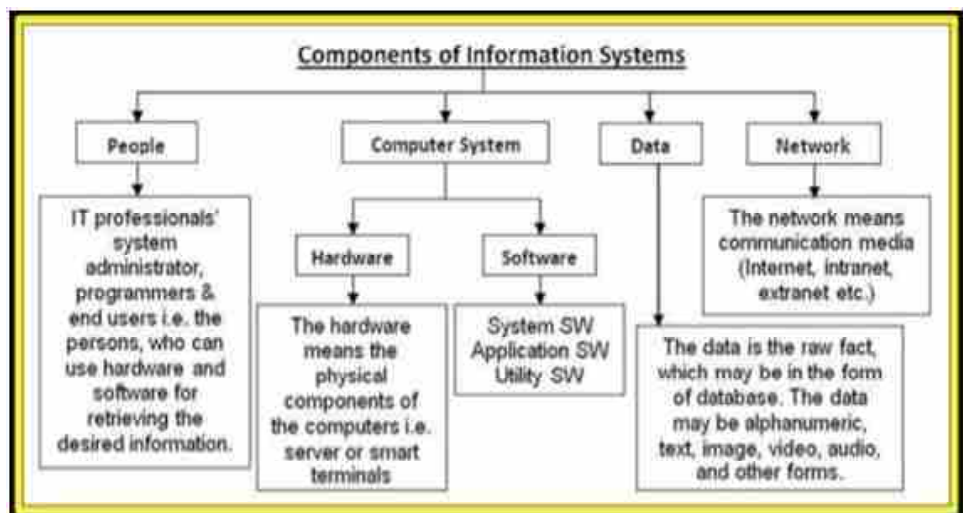 Components of Information Systems
People
Computer System
Data
Network
IT professionals'
system
administrator,
programmers &
end users i.e. the
persons, who can
use hardware and
software for
retrieving the
desired information.
Hardware
Software
The hardware
means the
physical
components of
the computers i.e.
server or smart
terminals
System SW
Application SW
Utility SW
The network means
communication media
(Internet, intranet,
extranet etc.)
The data is the raw fact,
which may be in the form
of database. The data
may be alphanumeric,
text, image, video, audio,
and other forms.